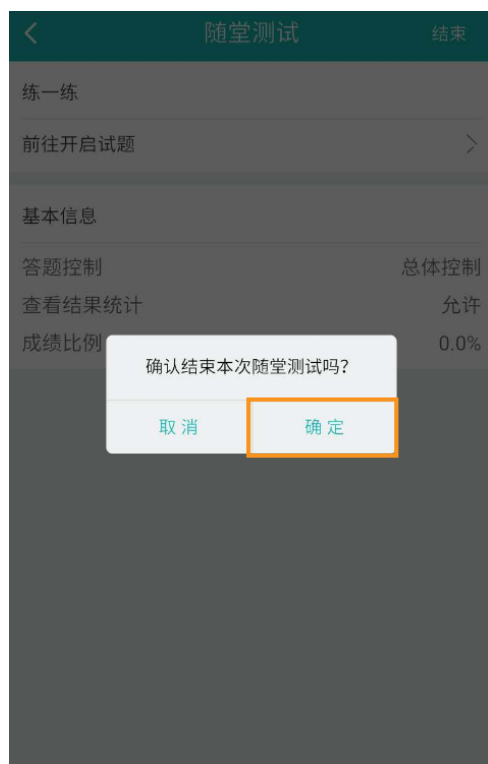 随堂测试 结束
练一练
前往开启试题
基本信息
答题控制 总体控制
查看结果统计 允许
成绩比例 0.0%
确认结束本次随堂测试吗?
取消 确定